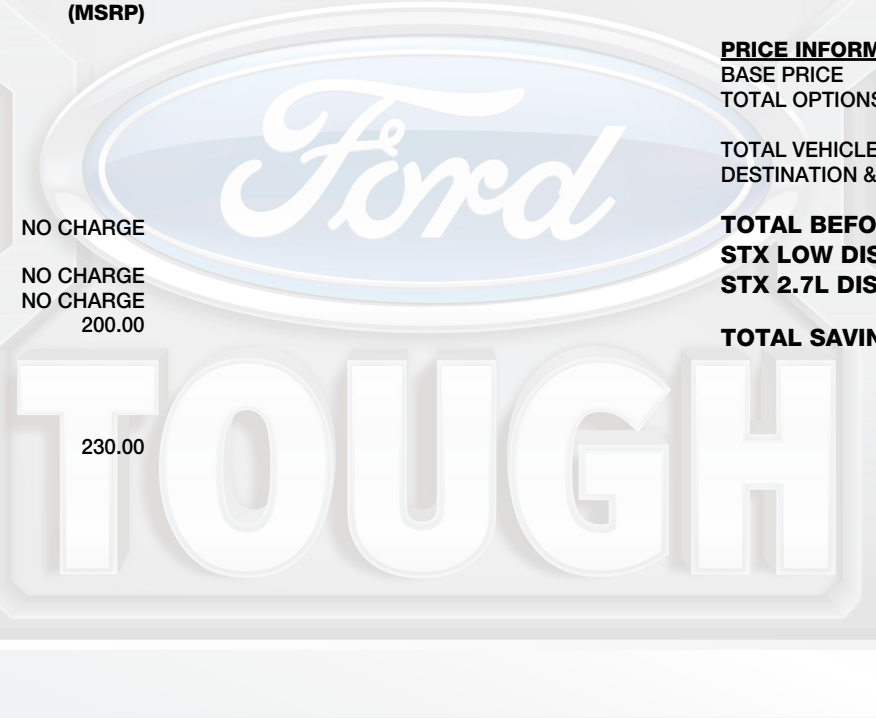 (MSRP)
NO CHARGE
NO CHARGE
NO CHARGE
200.00
230.00
PRICE INFORM
BASE PRICE
TOTAL OPTIONS
TOTAL VEHICLE
DESTINATION &
TOTAL BEFO
STX LOW DIS
STX 2.7L DIS
TOTAL SAVIN
Ford
TOUGH